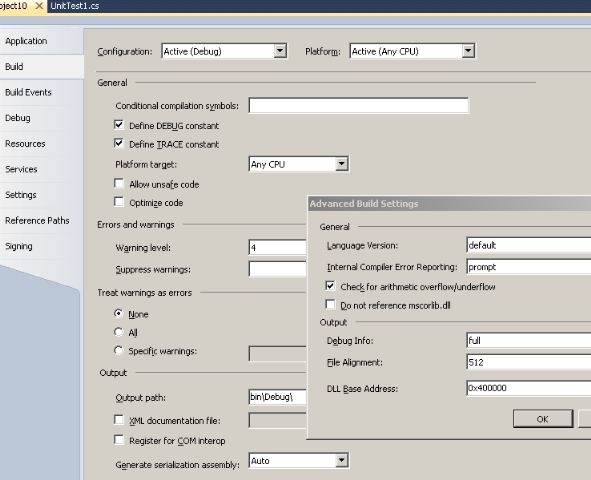 oject10 X UnitTest1.cs
Application
Build
Build Events
Debug
Resources
Services
Settings
Reference Paths
Signing
Configuration: Active (Debug) Platform: Active (Any CPU)
General
Conditional compilation symbols:
Define DEBUG constant
Define TRACE constant
Platform target: Any CPU
Allow unsafe code
Optimize code
Errors and warnings
Warning level: 4
Suppress warnings:
Treat warnings as errors
None
All
Specific warnings:
Output
Output path: bin\Debug\
XML documentation file:
Register for COM interop
Generate serialization assembly: Auto
Advanced Build Settings
General
Language Version: default
Internal Compiler Error Reporting: prompt
Check for arithmetic overflow/underflow
Do not reference mscorlib.dll
Output
Debug Info: full
File Alignment: 512
DLL Base Address: 0x400000
OK